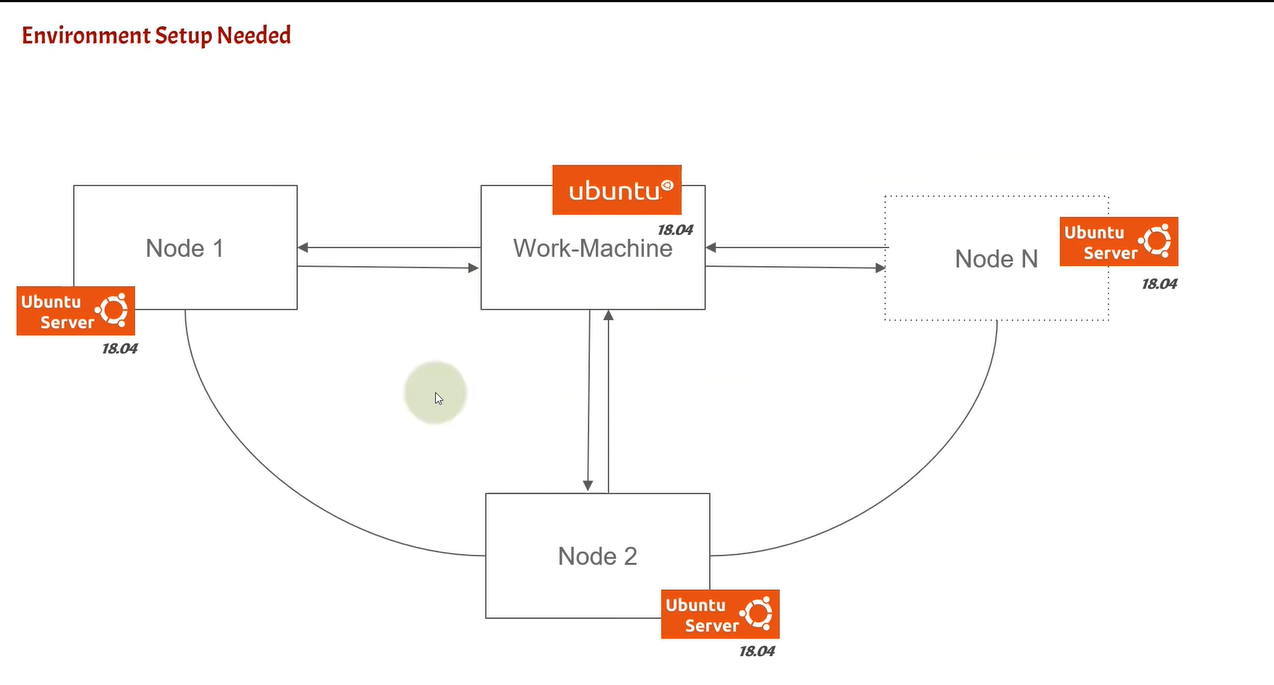 Environment Setup Needed
ubuntu
18.04
Node 1
Work-Machine
Node N
Ubuntu
Server
18.04
Ubuntu
Server
18.04
Node 2
Ubuntu
Server
18.04